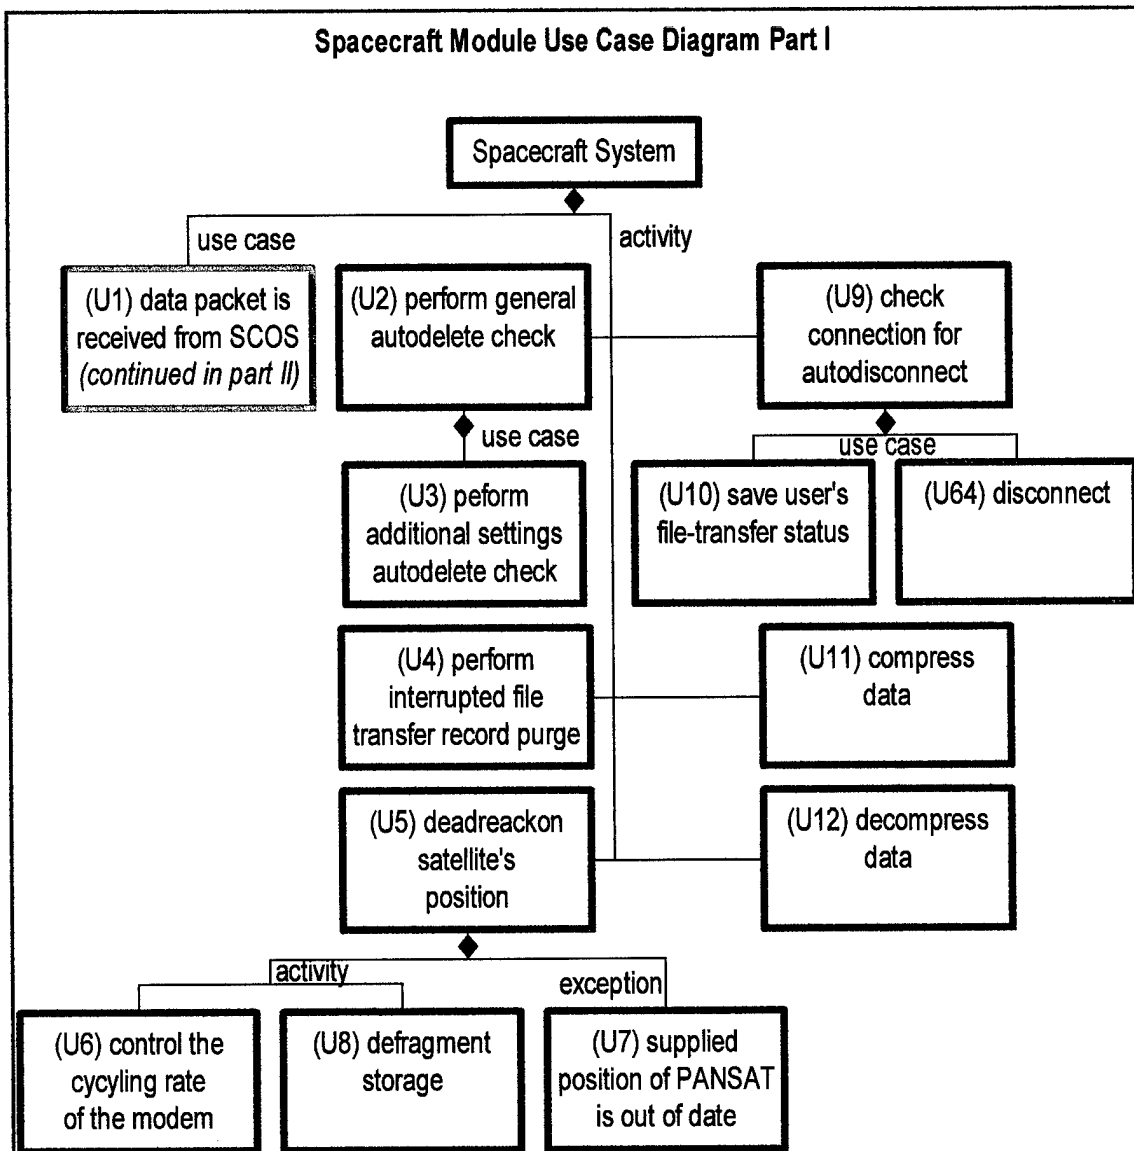 Spacecraft Module Use Case Diagram Part I
Spacecraft System
use case
activity
(U1) data packet is
received from SCOS
(continued in part II)
(U2) perform general
autodelete check
(U9) check
connection for
autodisconnect
use case
use case
(U3) peform
additional settings
autodelete check
(U10) save user's
file-transfer status
(U64) disconnect
(U4) perform
interrupted file
transfer record purge
(U11) compress
data
(U5) deadreackon
satellite's
position
(U12) decompress
data
activity
exception
(U6) control the
cycyling rate
of the modem
(U8) defragment
storage
(U7) supplied
position of PANSAT
is out of date